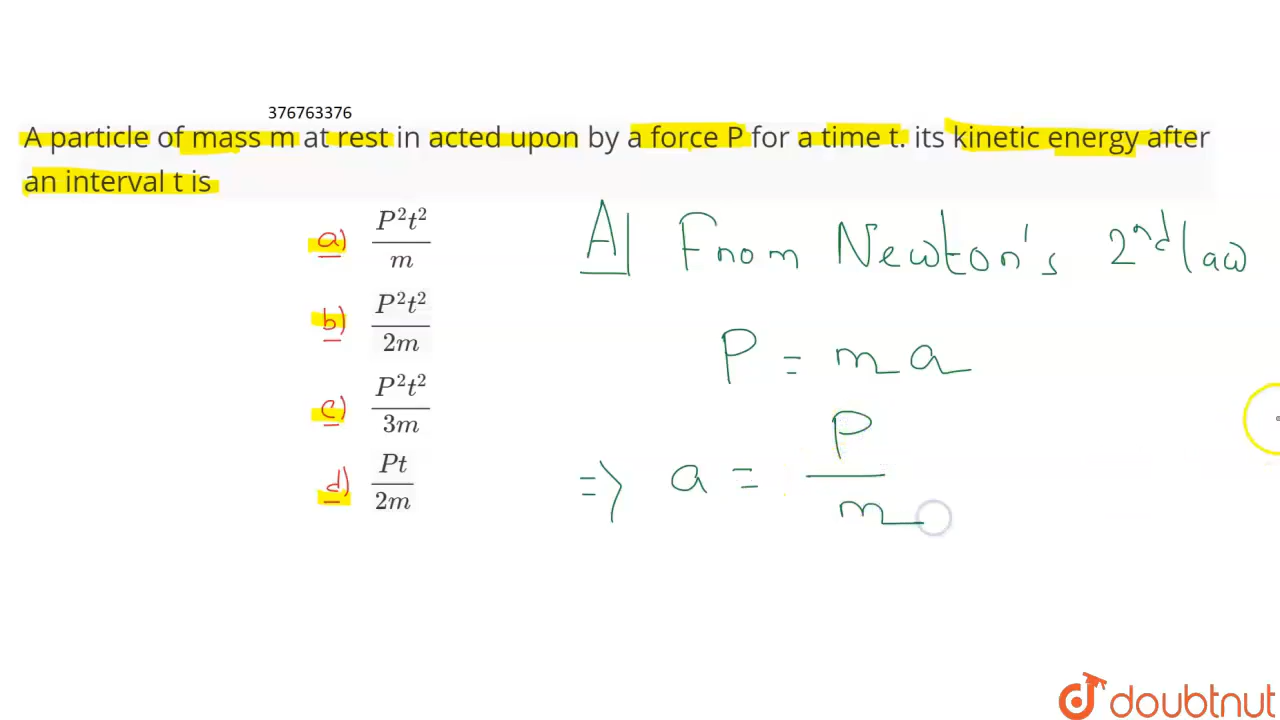 376763376
A particle of mass m at rest in acted upon by a force P for a time t. its kinetic energy after
an interval t is
a) P²t²/m
b) P²t²/2m
c) P²t²/3m
d) Pt/2m
A] From Newton's 2nd law
P = ma
=> a = P/m
doubtnut